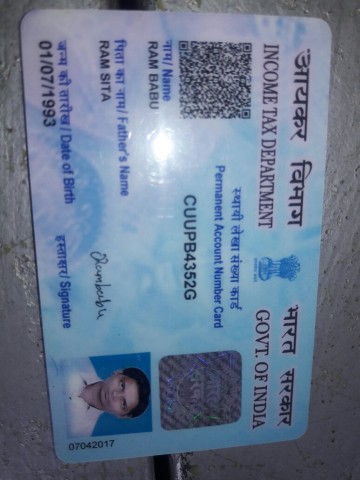 आयकर विभाग
INCOME TAX DEPARTMENT
भारत सरकार
GOVT. OF INDIA
स्थायी लेखा संख्या कार्ड
Permanent Account Number Card
CUUPB4352G
नाम/ Name
RAM BABU
पिता का नाम/ Father's Name
RAM SITA
जन्म की तारीख/ Date of Birth
01/07/1993
Rambabu
हस्ताक्षर/ Signature
07042017